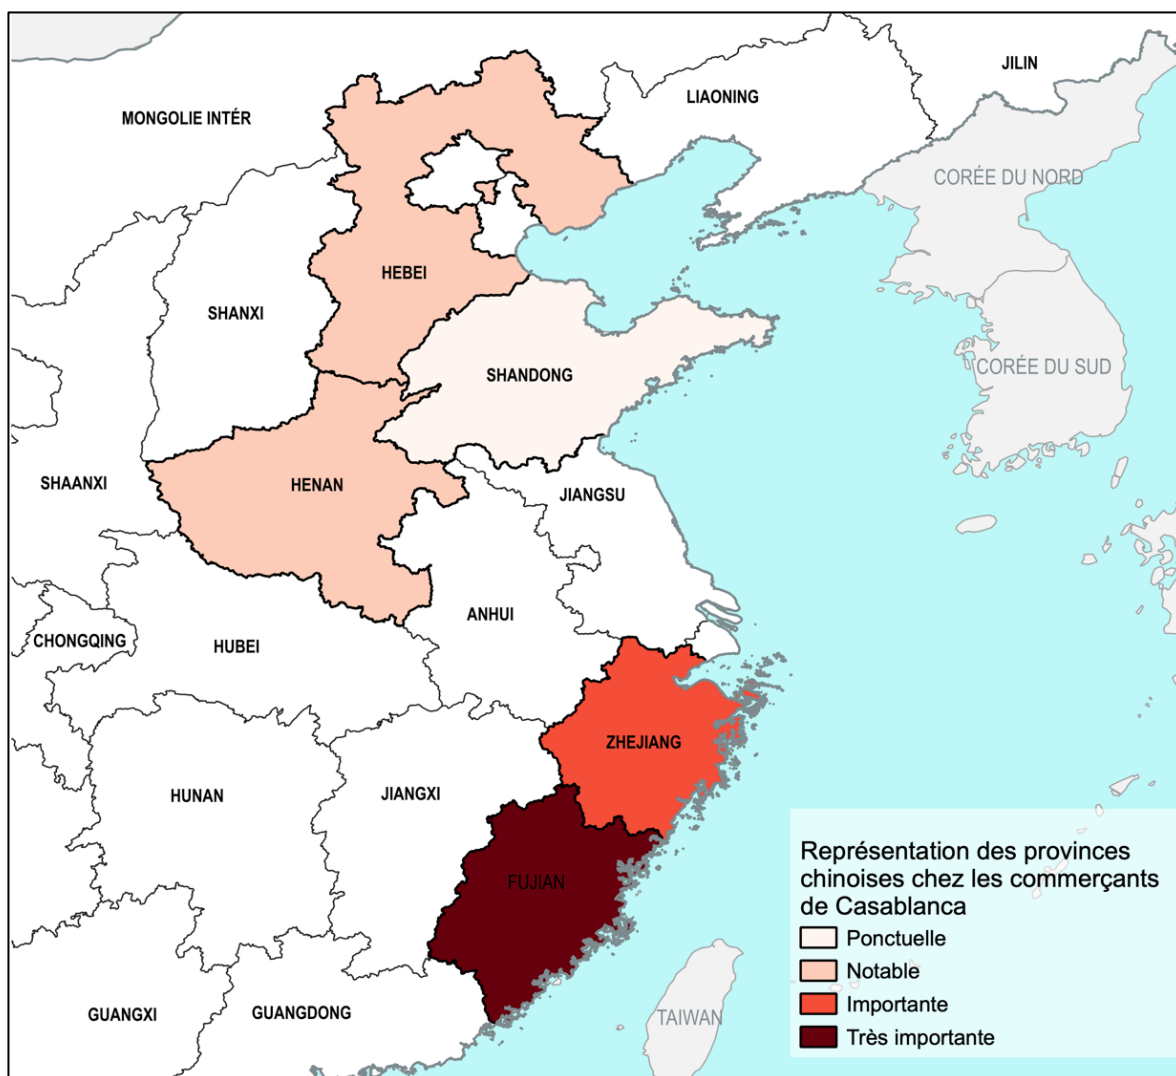 JILIN
LIAONING
MONGOLIE INTÉR
CORÉE DU NORD
HEBEI
SHANXI
CORÉE DU SUD
SHANDONG
SHAANXI
HENAN
JIANGSU
ANHUI
CHONGQING
HUBEI
ZHEJIANG
HUNAN
JIANGXI
FUJIAN
GUANGXI
GUANGDONG
TAIWAN
Représentation des provinces
chinoises chez les commerçants
de Casablanca
Ponctuelle
Notable
Importante
Très importante